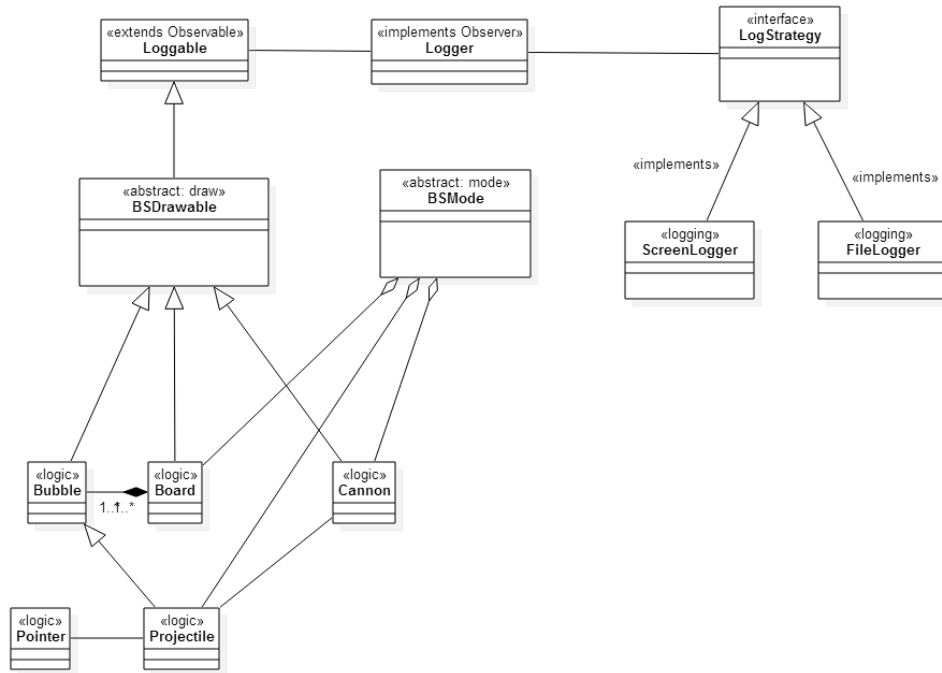 «extends Observable»
Loggable
«implements Observer»
Logger
«interface»
LogStrategy
«implements»
«implements»
«abstract: draw»
BSDrawable
«abstract: mode»
BSMode
«logging»
ScreenLogger
«logging»
FileLogger
«logic»
Bubble
«logic»
Board
«logic»
Cannon
«logic»
Pointer
«logic»
Projectile